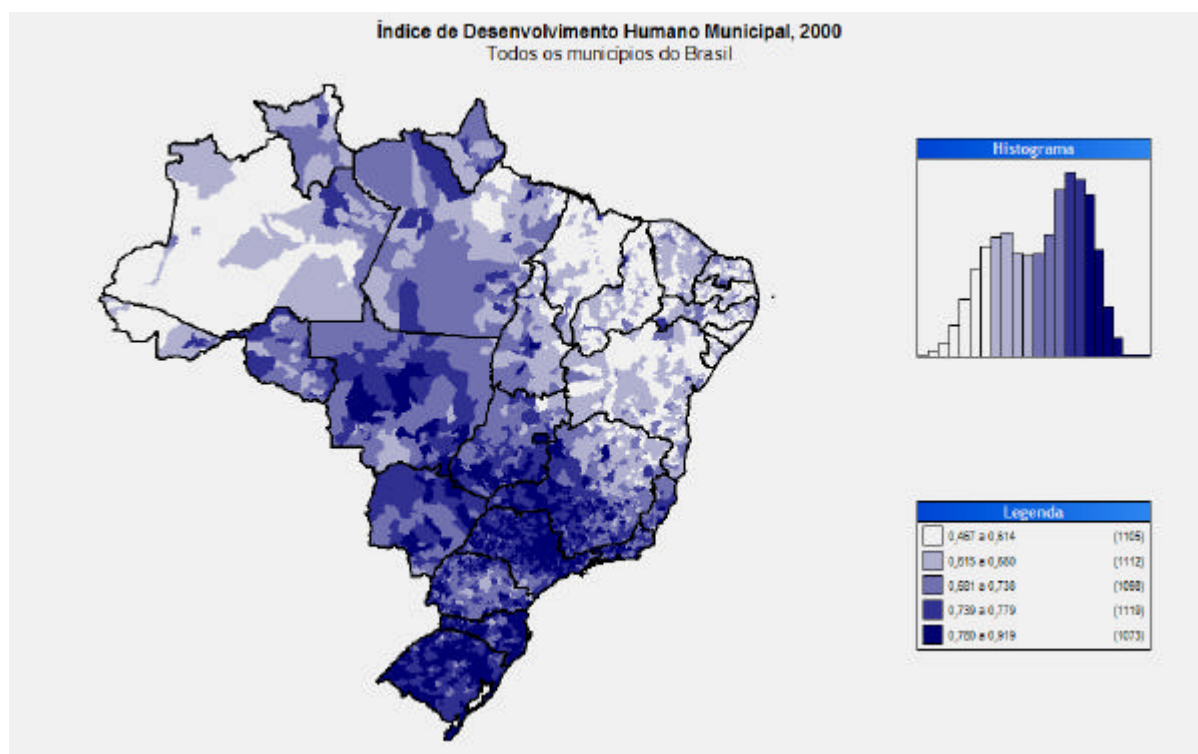 Índice de Desenvolvimento Humano Municipal, 2000
Todos os municípios do Brasil
Histograma
Legenda
0,467 a 0,614 (1105)
0,615 a 0,680 (1112)
0,681 a 0,738 (1098)
0,739 a 0,779 (1119)
0,780 a 0,919 (1073)